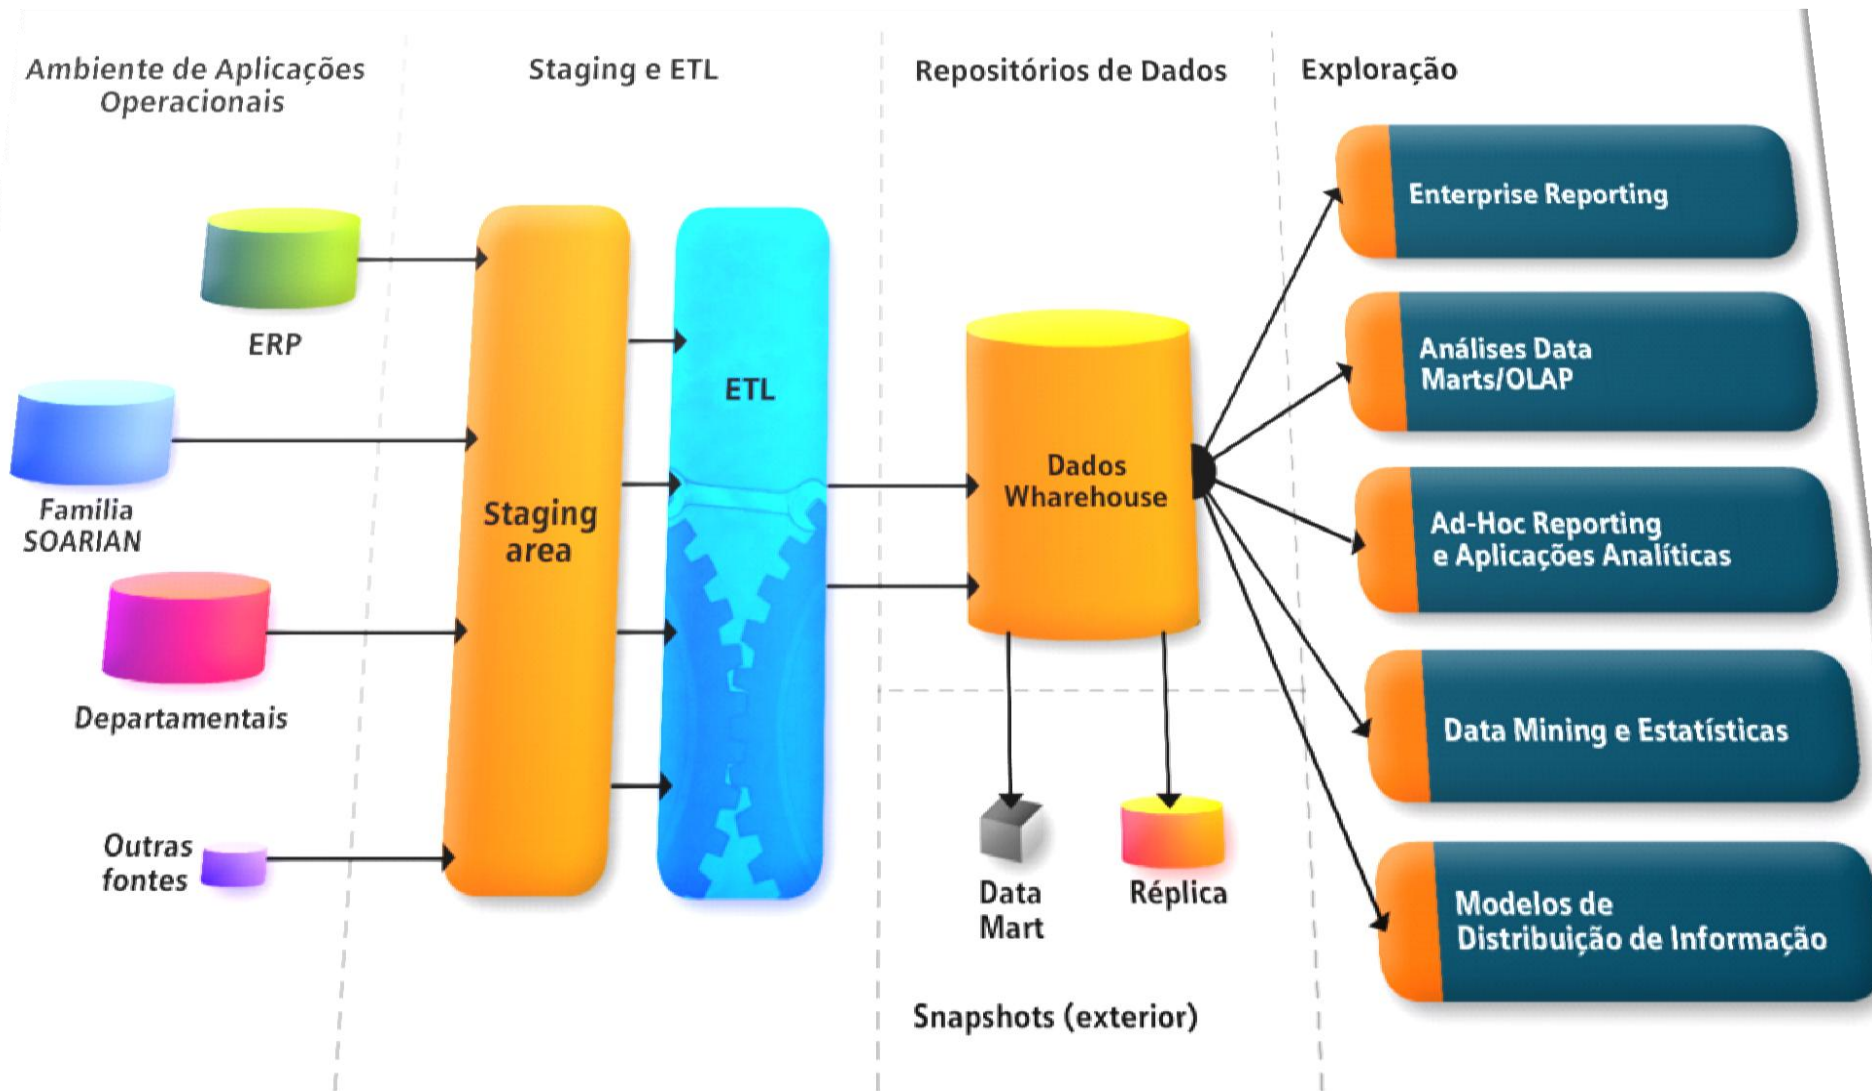 Ambiente de Aplicações
Operacionais
Staging e ETL
Repositórios de Dados
Exploração
ERP
Familia
SOARIAN
Departamentais
Outras
fontes
Staging
area
ETL
Dados
Wharehouse
Data
Mart
Réplica
Snapshots (exterior)
Enterprise Reporting
Análises Data
Marts/OLAP
Ad-Hoc Reporting
e Aplicações Analíticas
Data Mining e Estatísticas
Modelos de
Distribuição de Informação